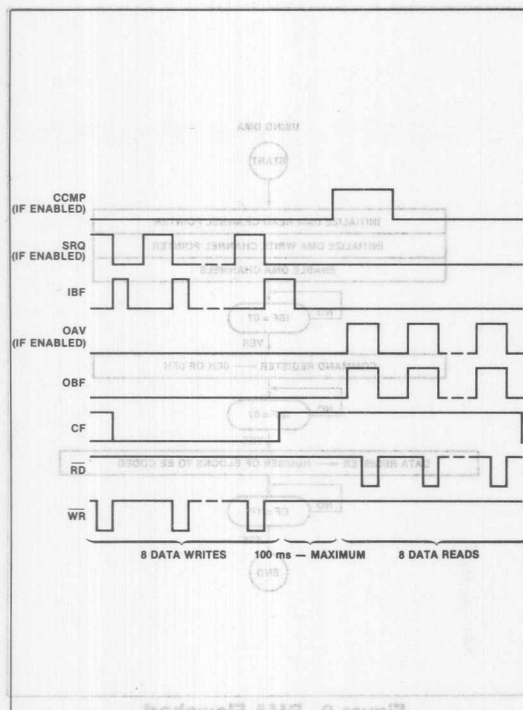 CCMP
(IF ENABLED)
SRQ
(IF ENABLED)
IBF
OAV
(IF ENABLED)
OBF
CF
RD
WR
8 DATA WRITES 100 ms — MAXIMUM 8 DATA READS